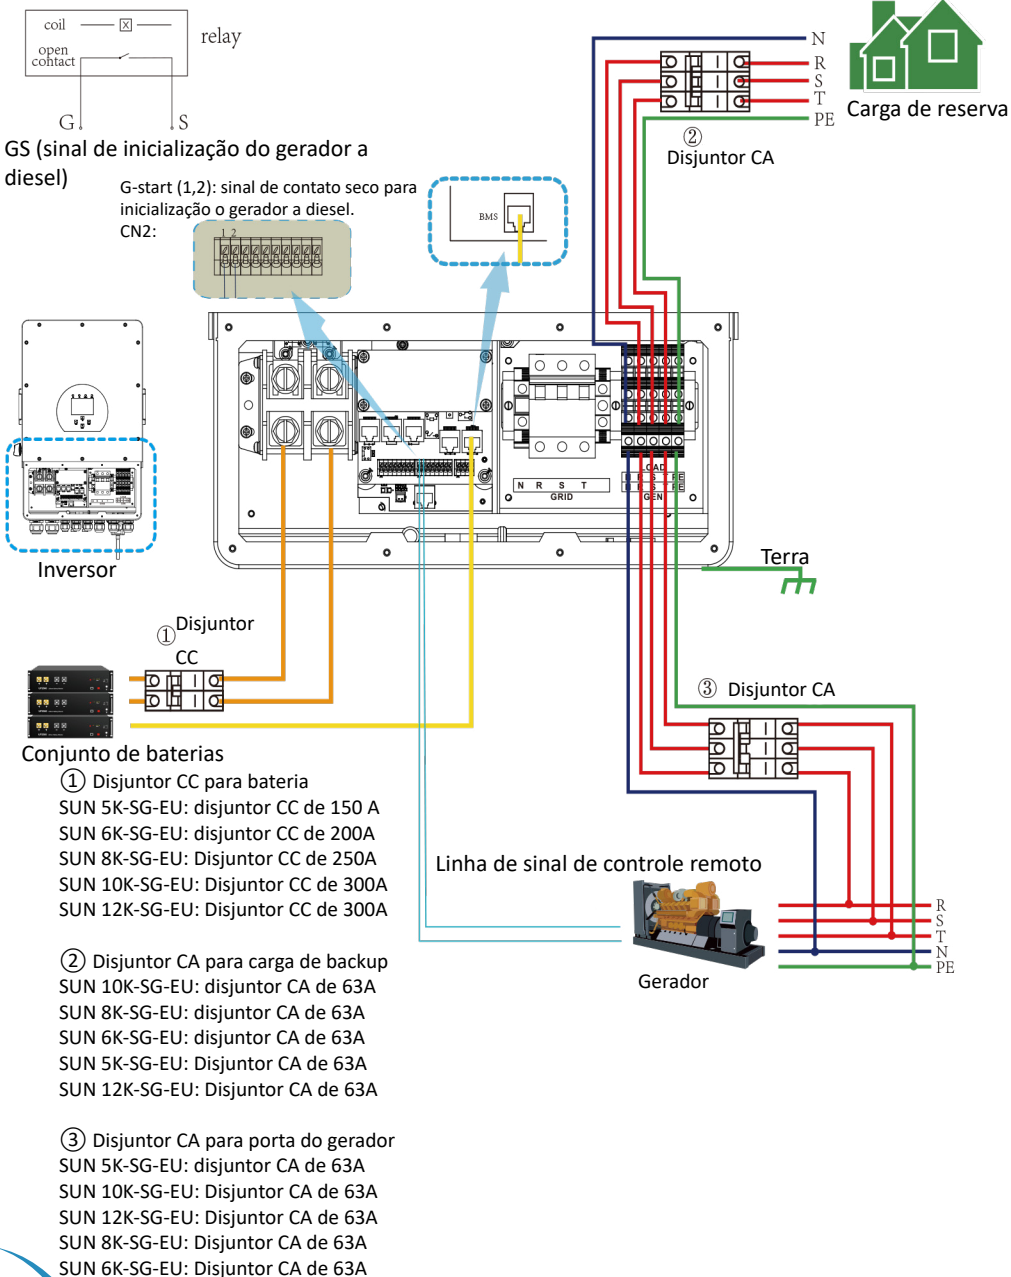 coil
open
contact
relay
G
S
GS (sinal de inicialização do gerador a
diesel)
G-start (1,2): sinal de contato seco para
inicialização o gerador a diesel.
CN2:
1 2
BMS
N
R
S
T
PE
Carga de reserva
②
Disjuntor CA
LOAD
N R S T PE
GRID
GEN
N R S T
Inversor
Terra
① Disjuntor
CC
③ Disjuntor CA
Conjunto de baterias
① Disjuntor CC para bateria
SUN 5K-SG-EU: disjuntor CC de 150 A
SUN 6K-SG-EU: disjuntor CC de 200A
SUN 8K-SG-EU: Disjuntor CC de 250A
SUN 10K-SG-EU: Disjuntor CC de 300A
SUN 12K-SG-EU: Disjuntor CC de 300A
Linha de sinal de controle remoto
Gerador
R
S
T
N
PE
② Disjuntor CA para carga de backup
SUN 10K-SG-EU: disjuntor CA de 63A
SUN 8K-SG-EU: disjuntor CA de 63A
SUN 6K-SG-EU: disjuntor CA de 63A
SUN 5K-SG-EU: Disjuntor CA de 63A
SUN 12K-SG-EU: Disjuntor CA de 63A
③ Disjuntor CA para porta do gerador
SUN 5K-SG-EU: disjuntor CA de 63A
SUN 10K-SG-EU: Disjuntor CA de 63A
SUN 12K-SG-EU: Disjuntor CA de 63A
SUN 8K-SG-EU: Disjuntor CA de 63A
SUN 6K-SG-EU: Disjuntor CA de 63A